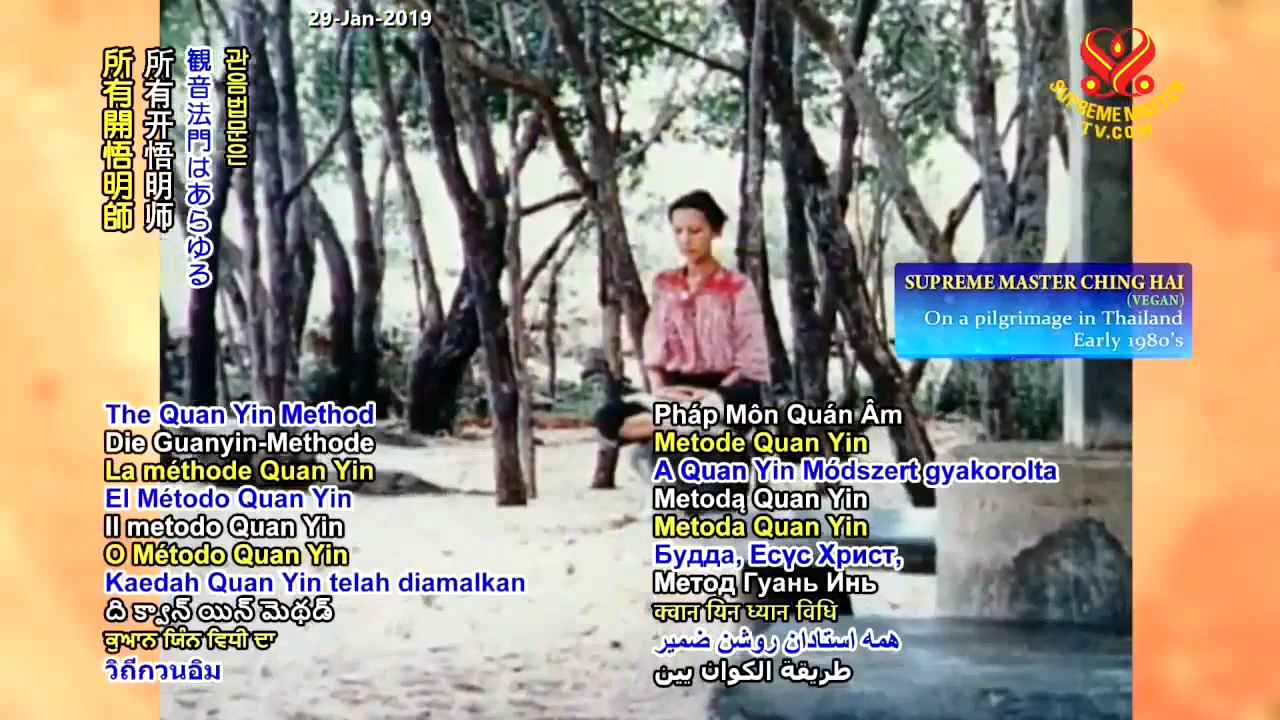 29-Jan-2019
SUPREME MASTER
TV.COM
관음법문은
観音法門はあらゆる
所有开悟明师
所有開悟明師
SUPREME MASTER CHING HAI
(VEGAN)
On a pilgrimage in Thailand
Early 1980's
The Quan Yin Method
Die Guanyin-Methode
La méthode Quan Yin
El Método Quan Yin
Il metodo Quan Yin
O Método Quan Yin
Kaedah Quan Yin telah diamalkan
ది క్వాన్ యిన్ మెథడ్
ਕੁਆਨ ਯਿੰਨ ਵਿਧੀ ਦਾ
วิถีกวนอิม
Pháp Môn Quán Âm
Metode Quan Yin
A Quan Yin Módszert gyakorolta
Metodą Quan Yin
Metoda Quan Yin
Будда, Есүс Христ,
Метод Гуань Инь
क्वान यिन ध्यान विधि
همه استادان روشن ضمیر
طريقة الكوان يين